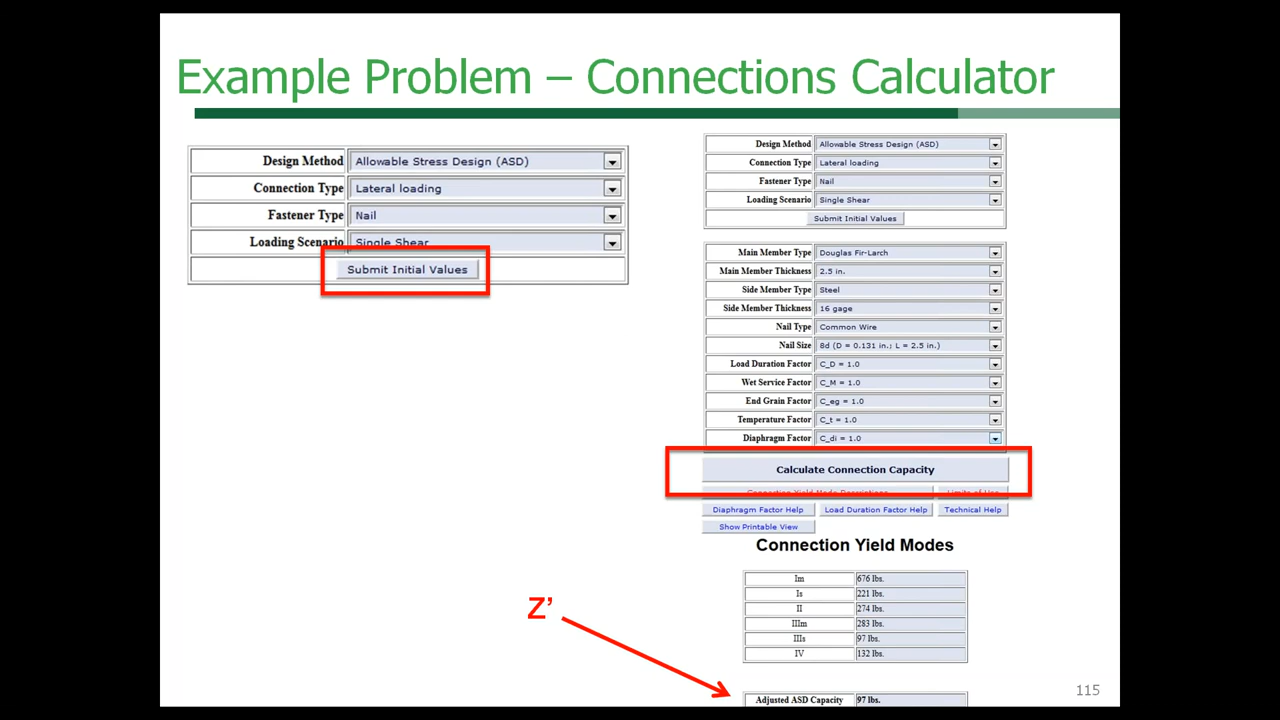 Example Problem – Connections Calculator
Design Method Allowable Stress Design (ASD)
Connection Type Lateral loading
Fastener Type Nail
Loading Scenario Single Shear
Submit Initial Values
Design Method Allowable Stress Design (ASD)
Connection Type Lateral loading
Fastener Type Nail
Loading Scenario Single Shear
Submit Initial Values
Main Member Type Douglas Fir-Larch
Main Member Thickness 2.5 in.
Side Member Type Steel
Side Member Thickness 16 gage
Nail Type Common Wire
Nail Size 8d (D = 0.131 in.; L = 2.5 in.)
Load Duration Factor C_D = 1.0
Wet Service Factor C_M = 1.0
End Grain Factor C_eg = 1.0
Temperature Factor C_t = 1.0
Diaphragm Factor C_di = 1.0
Calculate Connection Capacity
Connection Yield Mode Descriptions Limits of Use
Diaphragm Factor Help Load Duration Factor Help Technical Help
Show Printable View
Connection Yield Modes
Im 676 lbs.
Is 221 lbs.
II 274 lbs.
IIIm 283 lbs.
IIIs 97 lbs.
IV 132 lbs.
Z’
Adjusted ASD Capacity 97 lbs.
115